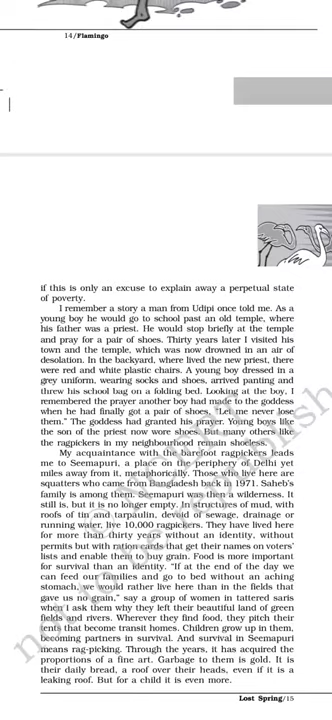 14/Flamingo
if this is only an excuse to explain away a perpetual state
of poverty.
I remember a story a man from Udipi once told me. As a
young boy he would go to school past an old temple, where
his father was a priest. He would stop briefly at the temple
and pray for a pair of shoes. Thirty years later I visited his
town and the temple, which was now drowned in an air of
desolation. In the backyard, where lived the new priest, there
were red and white plastic chairs. A young boy dressed in a
grey uniform, wearing socks and shoes, arrived panting and
threw his school bag on a folding bed. Looking at the boy, I
remembered the prayer another boy had made to the goddess
when he had finally got a pair of shoes, “Let me never lose
them.” The goddess had granted his prayer. Young boys like
the son of the priest now wore shoes. But many others like
the ragpickers in my neighbourhood remain shoeless.
My acquaintance with the barefoot ragpickers leads
me to Seemapuri, a place on the periphery of Delhi yet
miles away from it, metaphorically. Those who live here are
squatters who came from Bangladesh back in 1971. Saheb’s
family is among them. Seemapuri was then a wilderness. It
still is, but it is no longer empty. In structures of mud, with
roofs of tin and tarpaulin, devoid of sewage, drainage or
running water, live 10,000 ragpickers. They have lived here
for more than thirty years without an identity, without
permits but with ration cards that get their names on voters’
lists and enable them to buy grain. Food is more important
for survival than an identity. “If at the end of the day we
can feed our families and go to bed without an aching
stomach, we would rather live here than in the fields that
gave us no grain,” say a group of women in tattered saris
when I ask them why they left their beautiful land of green
fields and rivers. Wherever they find food, they pitch their
tents that become transit homes. Children grow up in them,
becoming partners in survival. And survival in Seemapuri
means rag-picking. Through the years, it has acquired the
proportions of a fine art. Garbage to them is gold. It is
their daily bread, a roof over their heads, even if it is a
leaking roof. But for a child it is even more.
Lost Spring/15
not to be